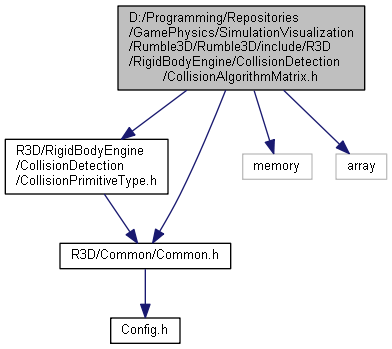 D:/Programming/Repositories
/GamePhysics/SimulationVisualization
/Rumble3D/Rumble3D/include/R3D
/RigidBodyEngine/CollisionDetection
/CollisionAlgorithmMatrix.h
R3D/RigidBodyEngine
/CollisionDetection
/CollisionPrimitiveType.h
memory
array
R3D/Common/Common.h
Config.h